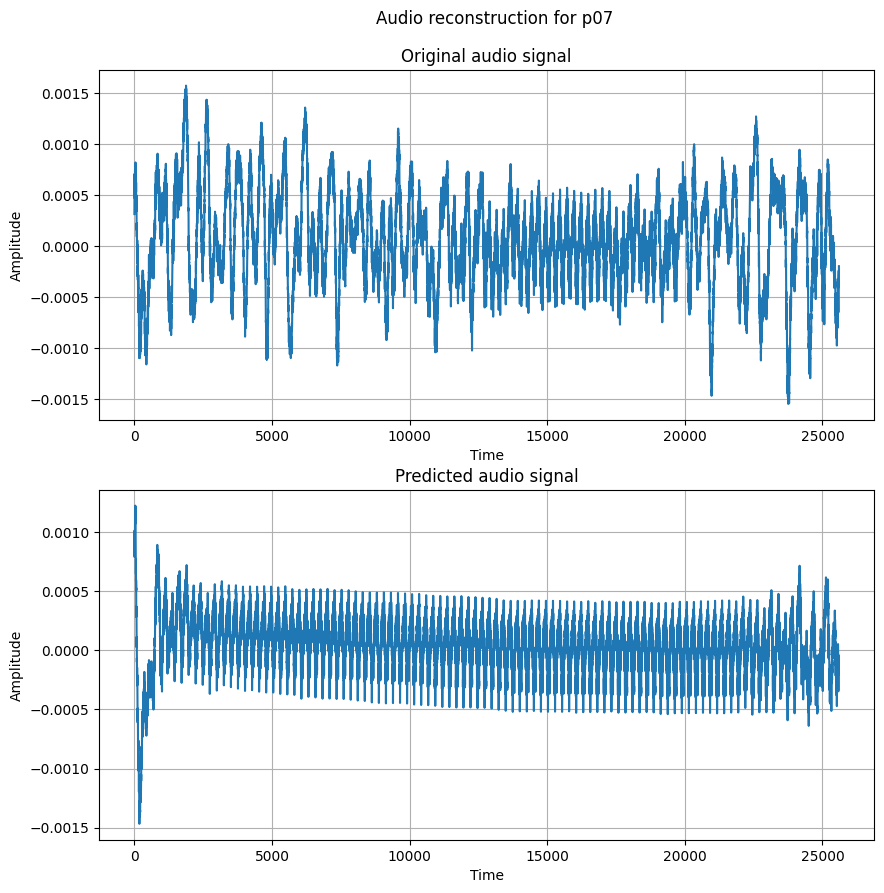 Audio reconstruction for p07
Original audio signal
Amplitude
0.0015
0.0010
0.0005
0.0000
−0.0005
−0.0010
−0.0015
0 5000 10000 15000 20000 25000
Time
Predicted audio signal
Amplitude
0.0010
0.0005
0.0000
−0.0005
−0.0010
−0.0015
0 5000 10000 15000 20000 25000
Time